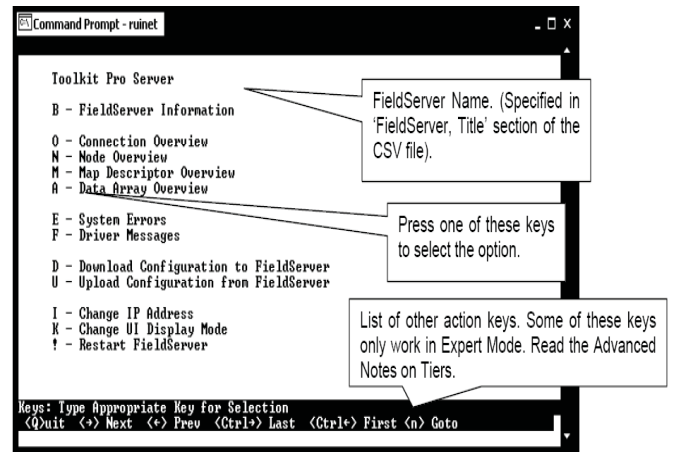 Command Prompt - ruinet
Toolkit Pro Server
B - FieldServer Information
O - Connection Overview
N - Node Overview
M - Map Descriptor Overview
A - Data Array Overview
E - System Errors
F - Driver Messages
D - Download Configuration to FieldServer
U - Upload Configuration from FieldServer
I - Change IP Address
K - Change UI Display Mode
! - Restart FieldServer
FieldServer Name. (Specified in
‘FieldServer, Title’ section of the
CSV file).
Press one of these keys
to select the option.
List of other action keys. Some of these keys
only work in Expert Mode. Read the Advanced
Notes on Tiers.
Keys: Type Appropriate Key for Selection
<Q>uit <→> Next <←> Prev <Ctrl→> Last <Ctrl←> First <n> Goto